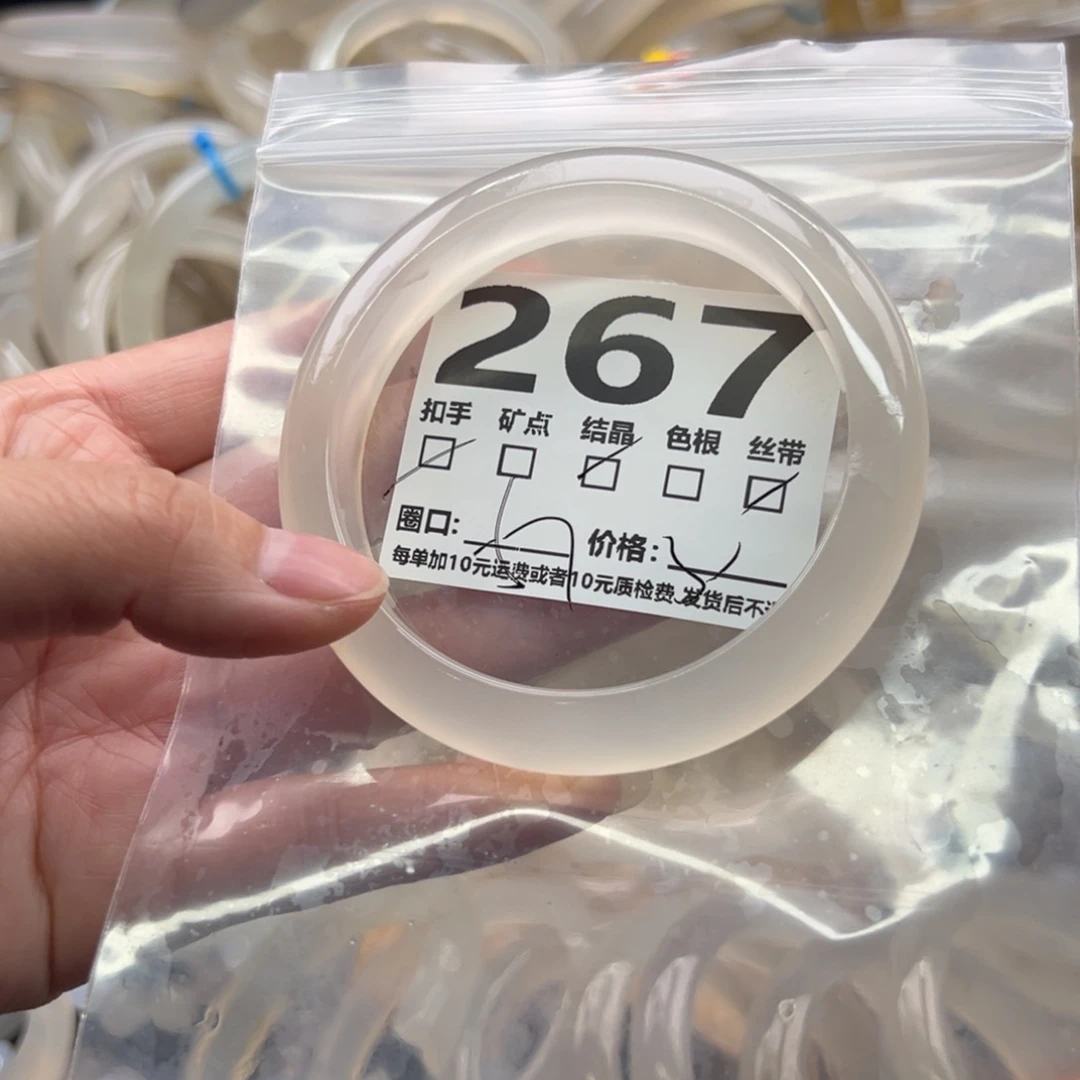 267
扣手 矿点 结晶 色根 丝带
圈口: 价格:
每单加10元运费或者10元质检费.发货后不